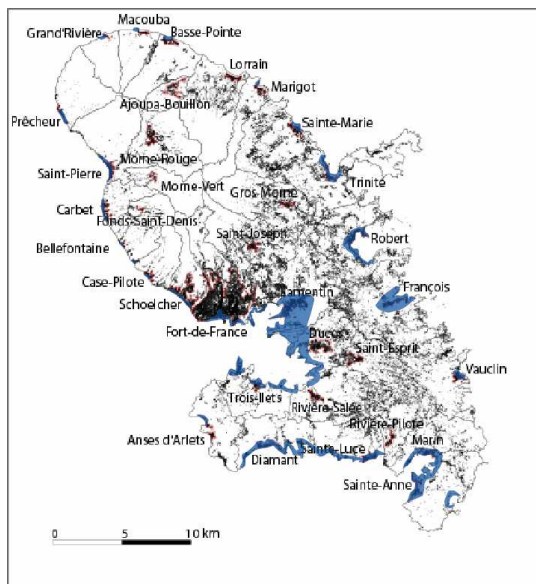 Macouba
Grand'Rivière
Basse-Pointe
Lorrain
Marigot
Ajoupa-Bouillon
Prêcheur
Sainte-Marie
Morne-Rouge
Saint-Pierre
Trinité
Morne-Vert
Gros-Morne
Carbet
Fonds-Saint-Denis
Saint-Joseph
Robert
Bellefontaine
Case-Pilote
François
Lamentin
Schoelcher
Fort-de-France
Ducos
Saint-Esprit
Vauclin
Trois-Ilets
Rivière-Salée
Rivière-Pilote
Anses d'Arlets
Marin
Sainte-Luce
Diamant
Sainte-Anne
0 5 10 km